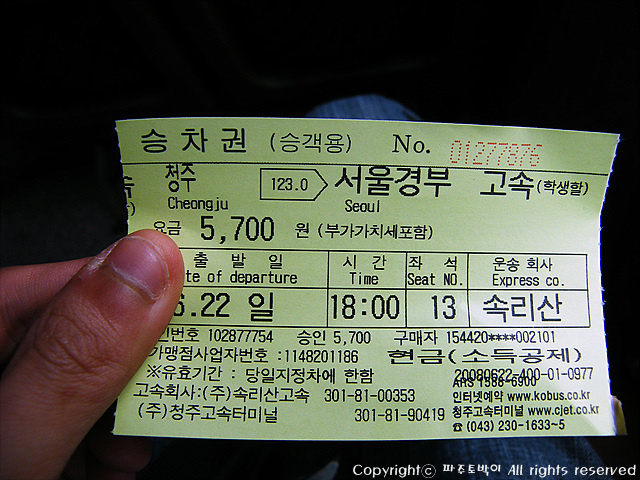 승차권 (승객용) No. 01277876
청주 123.0 서울경부 고속(학생할
Cheongju Seoul
요금 5,700 원 (부가가치세포함)
출 발 일 시 간 좌 석 운송 회사
te of departure Time Seat NO. Express co.
6.22 일 18:00 13 속리산
인번호 102877754 승인 5,700 구매자 154420****002101
가맹점사업자번호 :1148201186 현금(소득공제)
※유효기간 : 당일지정차에 한함 20080622-400-01-0977
ARS 1588-6900
고속회사:(주)속리산고속 301-81-00353 인터넷예약 www.kobus.co.kr
(주)청주고속터미널 301-81-90419 청주고속터미널 www.cjet.co.kr
☎(043) 230-1633~5
Copyright© 파주토박이 All rights reserved